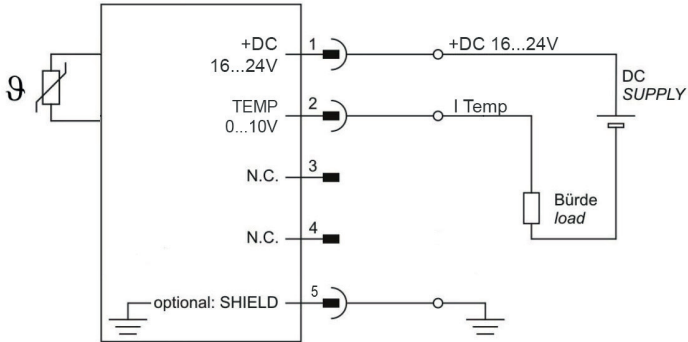 +DC
16...24V
1
+DC 16...24V
DC
SUPPLY
ϑ
TEMP
0...10V
2
I Temp
N.C.
3
Bürde
load
N.C.
4
optional: SHIELD
5